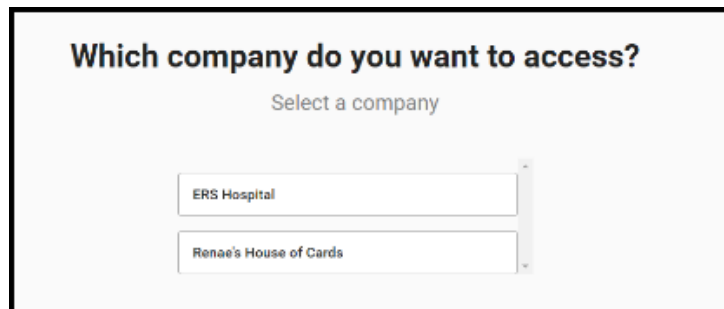 Which company do you want to access?
Select a company
ERS Hospital
Renae's House of Cards